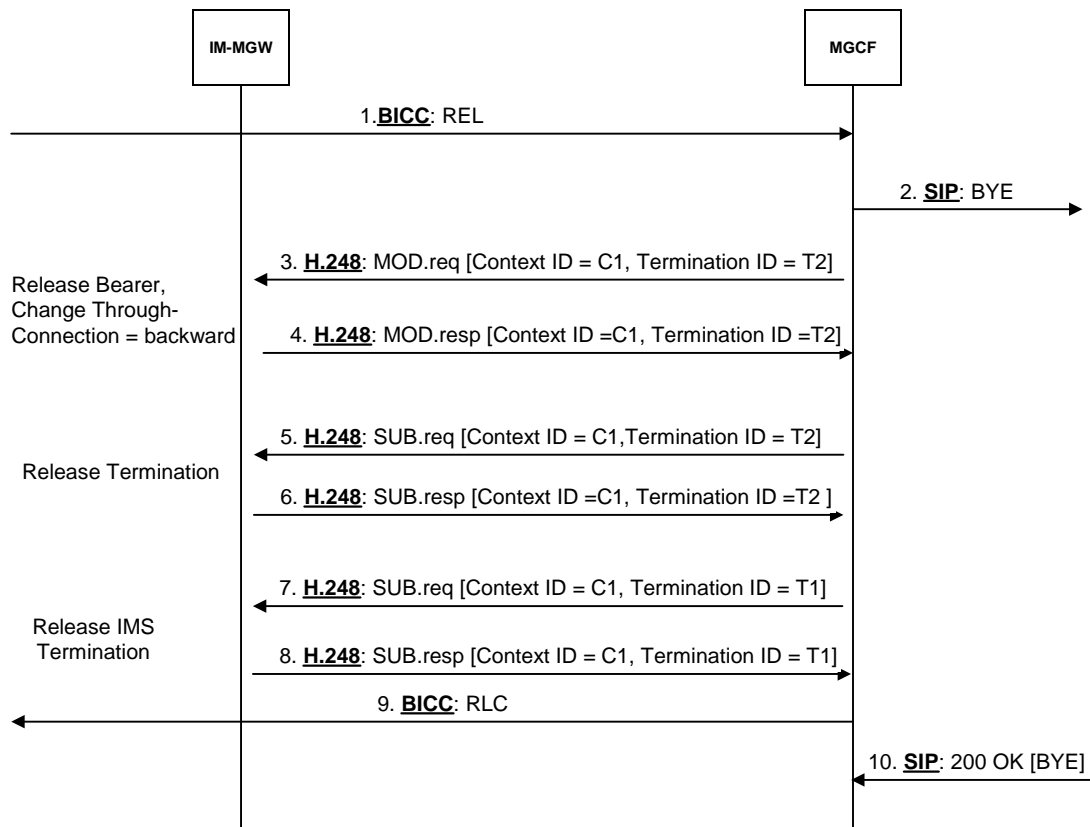 IM-MGW
MGCF
1.BICC: REL
2. SIP: BYE
3. H.248: MOD.req [Context ID = C1, Termination ID = T2]
Release Bearer,
Change Through-
Connection = backward
4. H.248: MOD.resp [Context ID =C1, Termination ID =T2]
5. H.248: SUB.req [Context ID = C1,Termination ID = T2]
Release Termination
6. H.248: SUB.resp [Context ID =C1, Termination ID =T2 ]
7. H.248: SUB.req [Context ID = C1, Termination ID = T1]
Release IMS
Termination
8. H.248: SUB.resp [Context ID = C1, Termination ID = T1]
9. BICC: RLC
10. SIP: 200 OK [BYE]